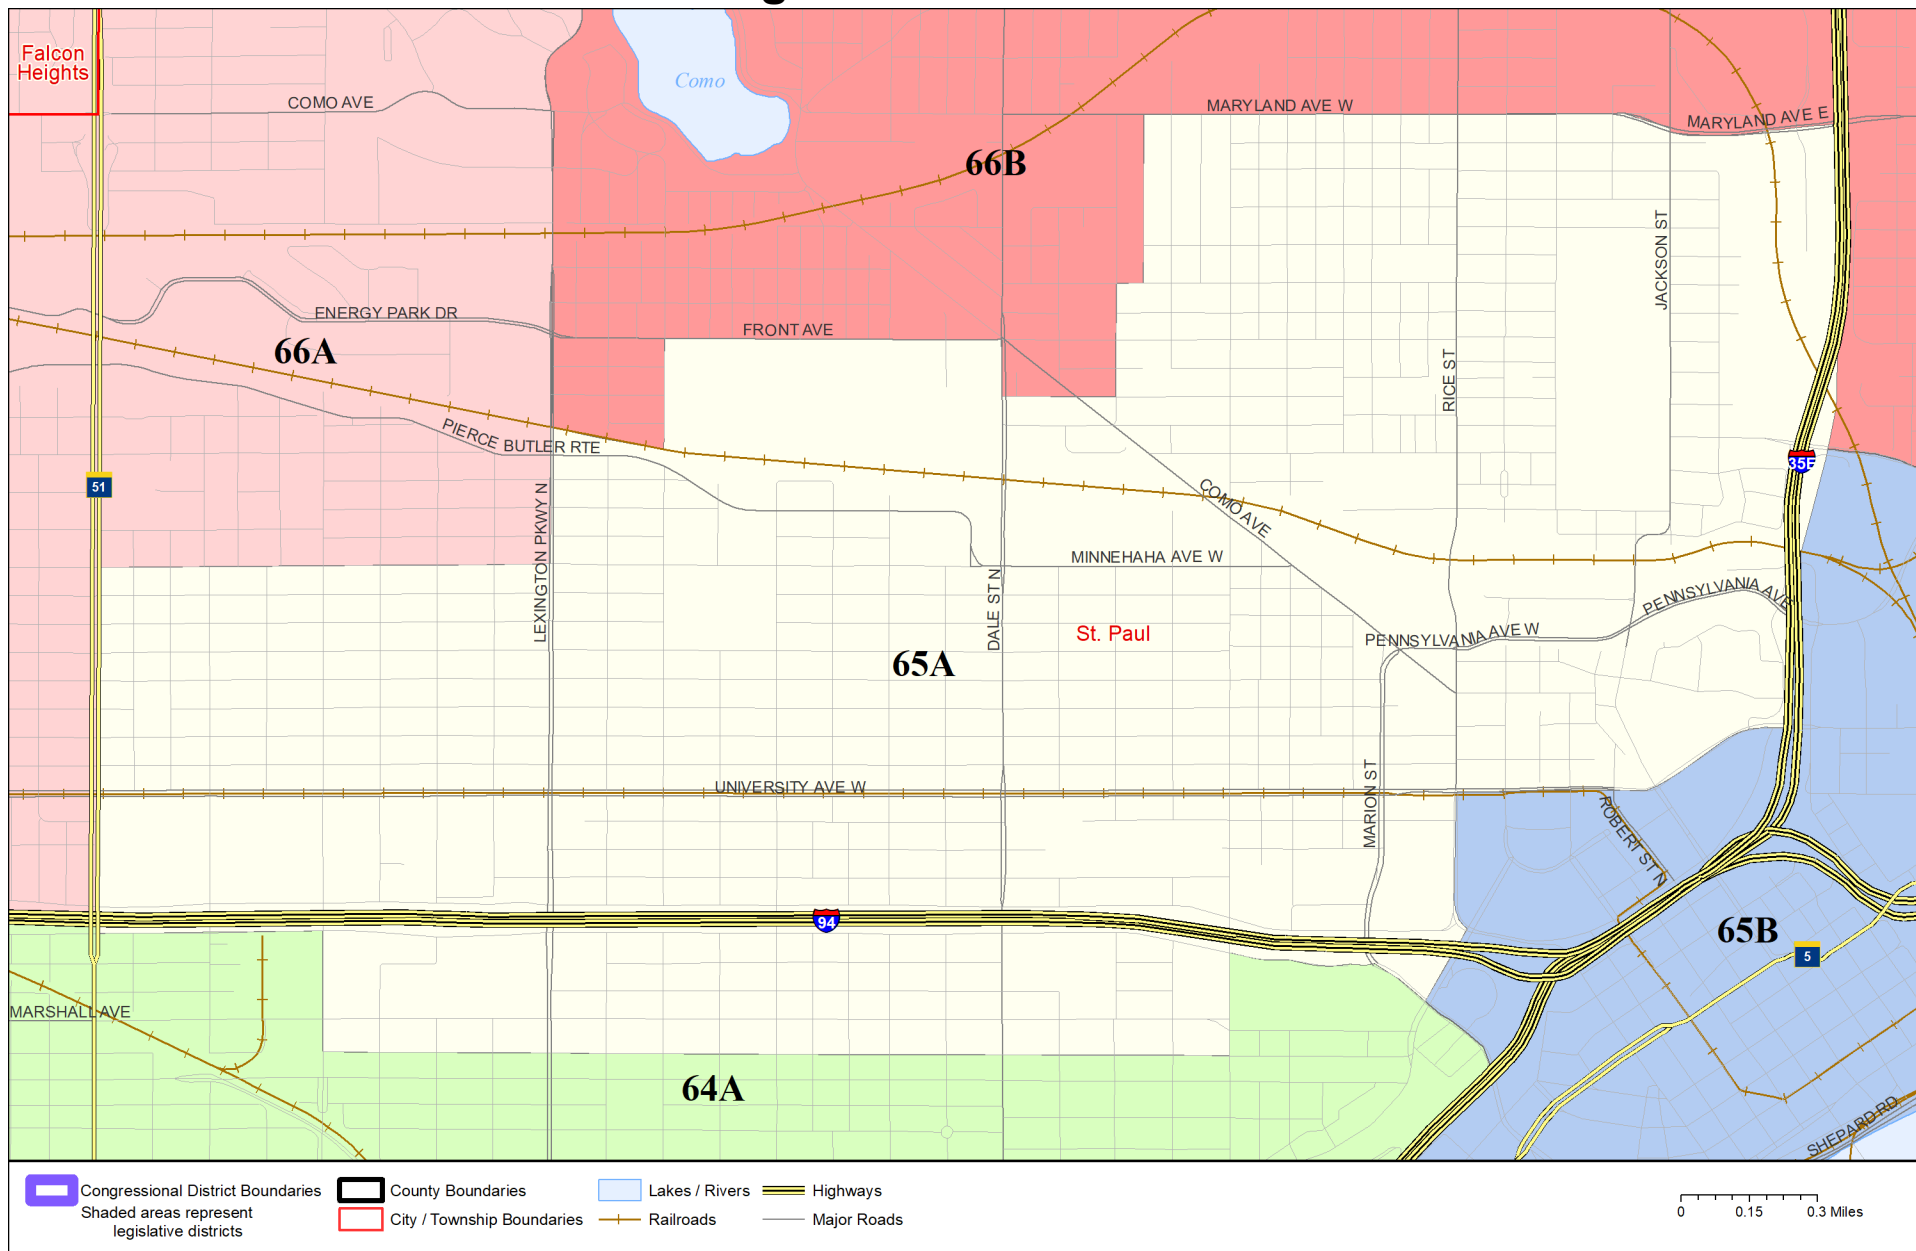 Falcon
Heights
COMO AVE
Como
MARYLAND AVE W
MARYLAND AVE E
66B
JACKSON ST
ENERGY PARK DR
FRONT AVE
66A
RICE ST
PIERCE BUTLER RTE
35E
51
LEXINGTON PKWY N
COMO AVE
MINNEHAHA AVE W
DALE ST N
PENNSYLVANIA AVE
St. Paul
PENNSYLVANIA AVE W
65A
UNIVERSITY AVE W
MARION ST
ROBERT ST N
94
65B
5
MARSHALL AVE
64A
SHEPARD RD
Congressional District Boundaries
Shaded areas represent
legislative districts
County Boundaries
City / Township Boundaries
Lakes / Rivers
Railroads
Highways
Major Roads
0 0.15 0.3 Miles